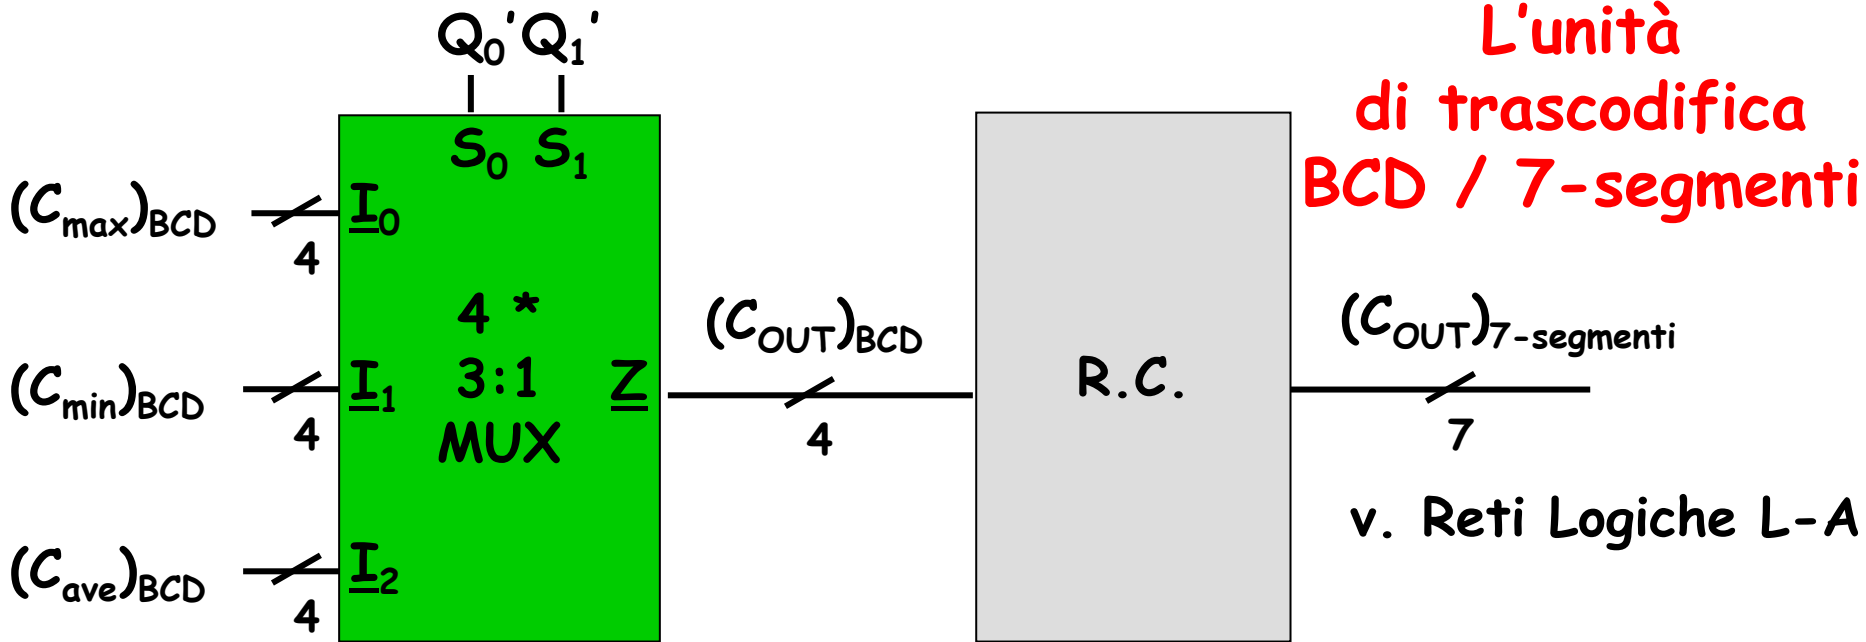 L'unità
di trascodifica
BCD / 7-segmenti
Q₀'Q₁'
S₀ S₁
(Cmax)BCD
4
I₀
(Cmin)BCD
4
I₁
(Cave)BCD
4
I₂
4 *
3:1
MUX
Z
(COUT)BCD
4
R.C.
(COUT)7-segmenti
7
v. Reti Logiche L-A